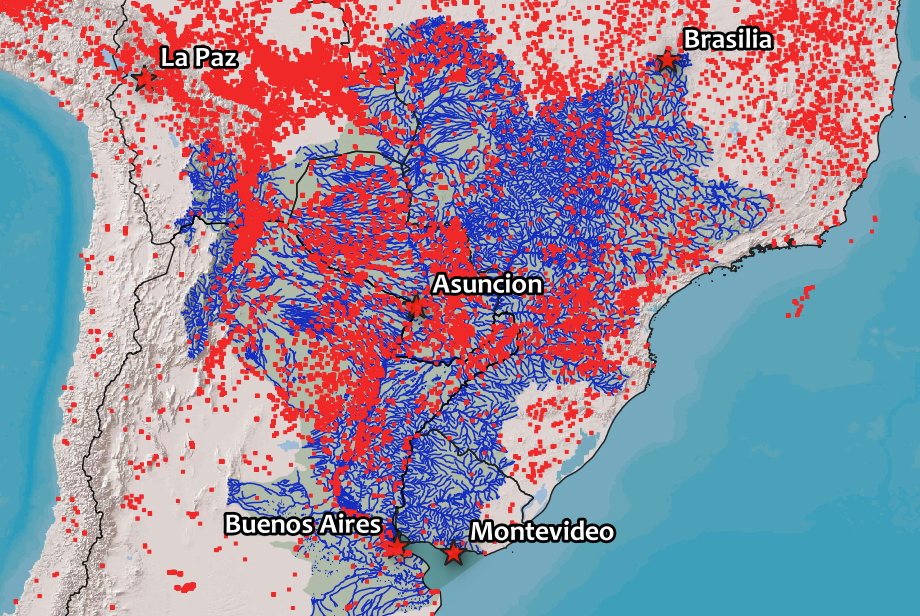 Brasilia
La Paz
Asuncion
Buenos Aires
Montevideo